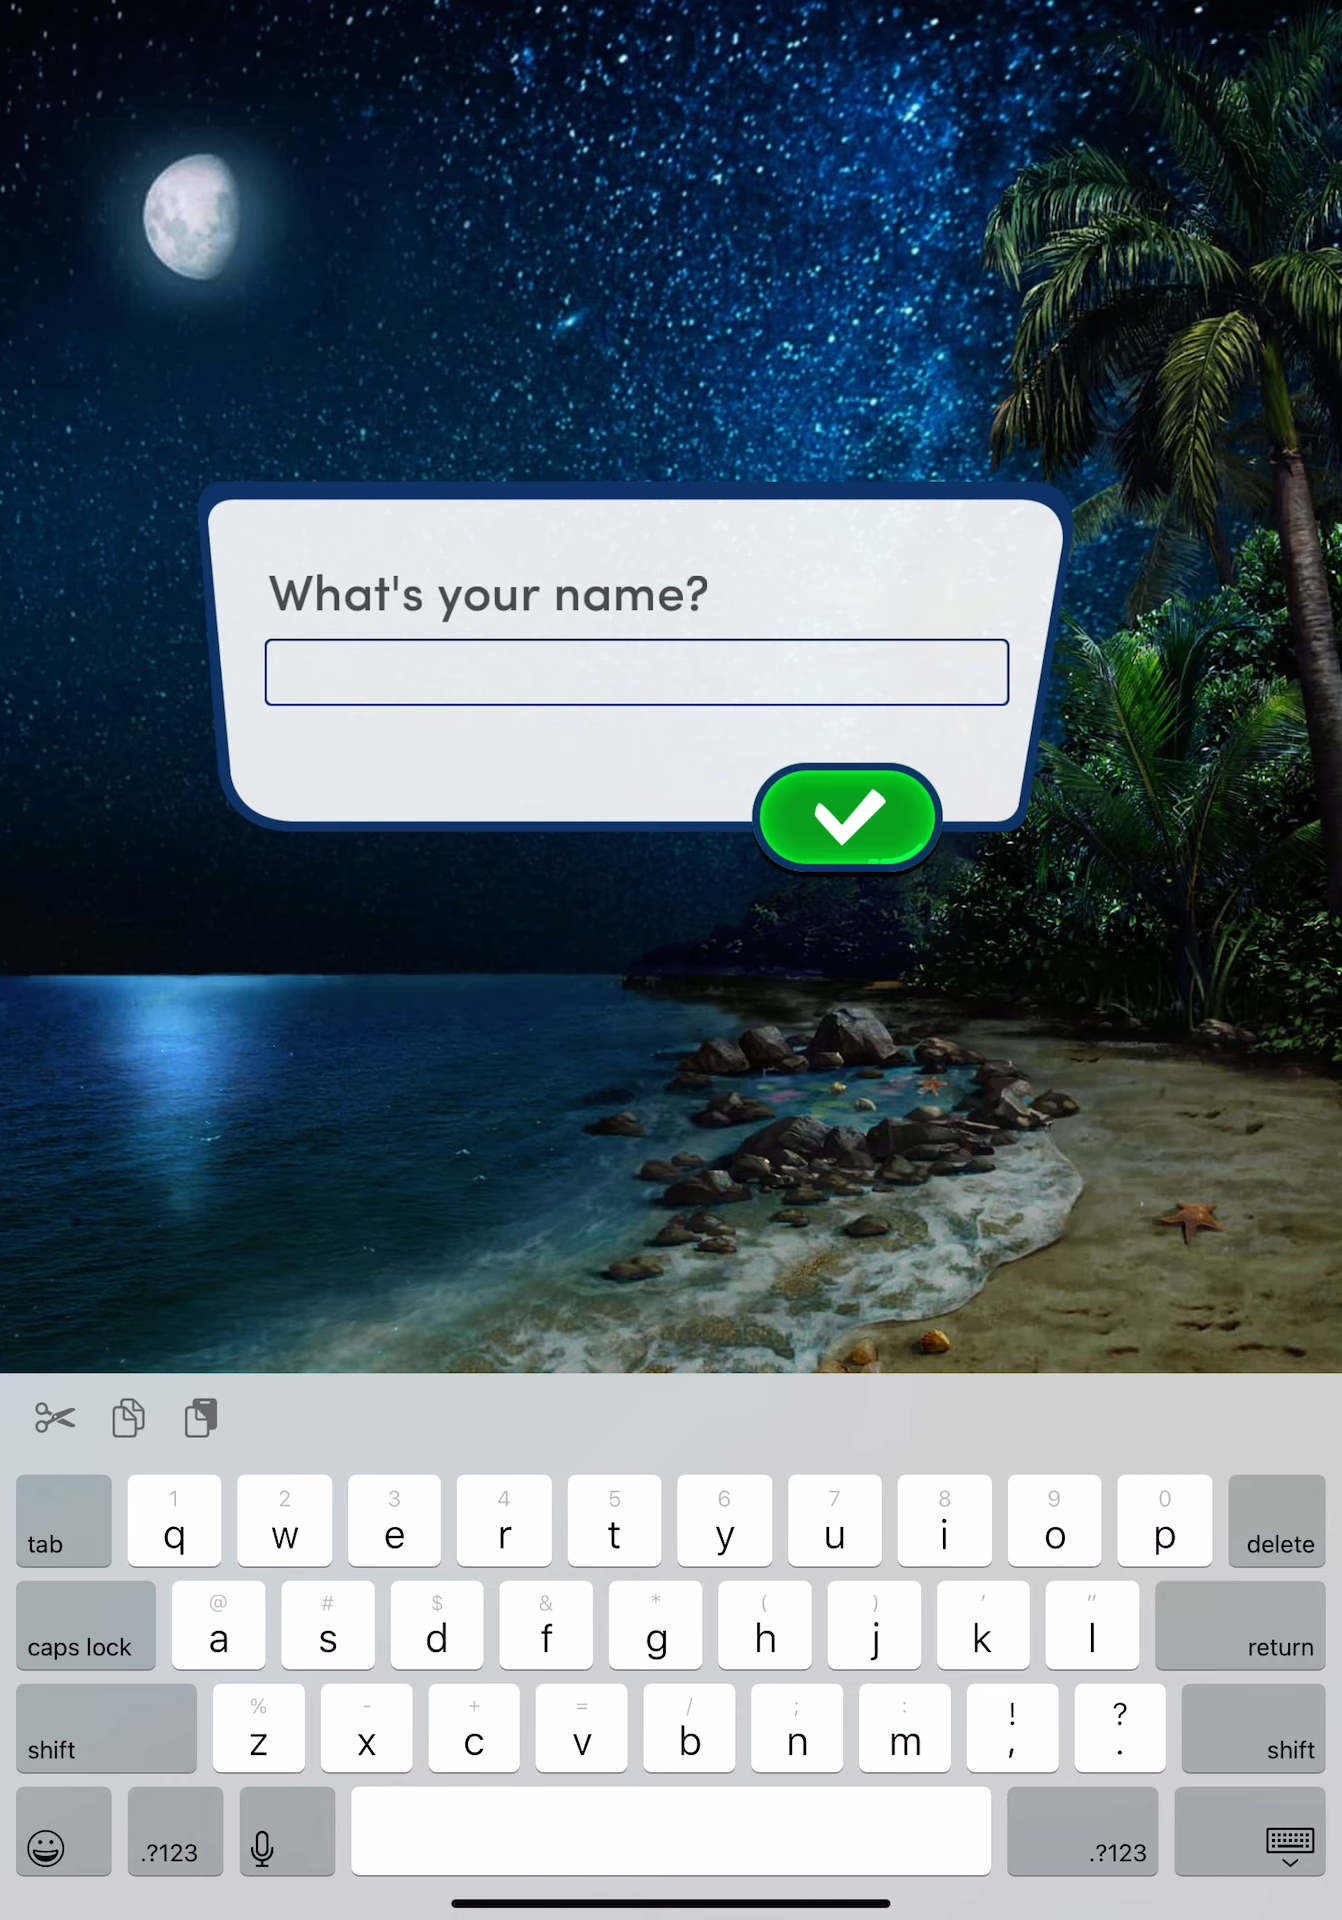 What's your name?
1 2 3 4 5 6 7 8 9 0
tab q w e r t y u i o p delete
@ # $ & * ( ) ' "
caps lock a s d f g h j k l return
% - + = / ; : ! ?
shift z x c v b n m , . shift
.?123 .?123